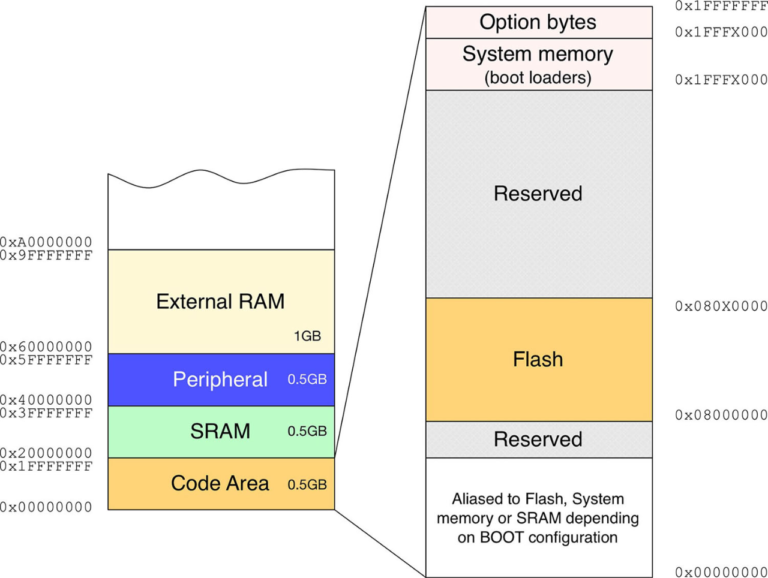 0xA0000000
0x9FFFFFFF
External RAM
1GB
0x60000000
0x5FFFFFFF
Peripheral 0.5GB
0x40000000
0x3FFFFFFF
SRAM 0.5GB
0x20000000
0x1FFFFFFF
Code Area 0.5GB
0x00000000
0x1FFFFFFF
Option bytes
0x1FFFX000
System memory
(boot loaders)
0x1FFFX000
Reserved
0x080X0000
Flash
0x08000000
Reserved
Aliased to Flash, System
memory or SRAM depending
on BOOT configuration
0x00000000